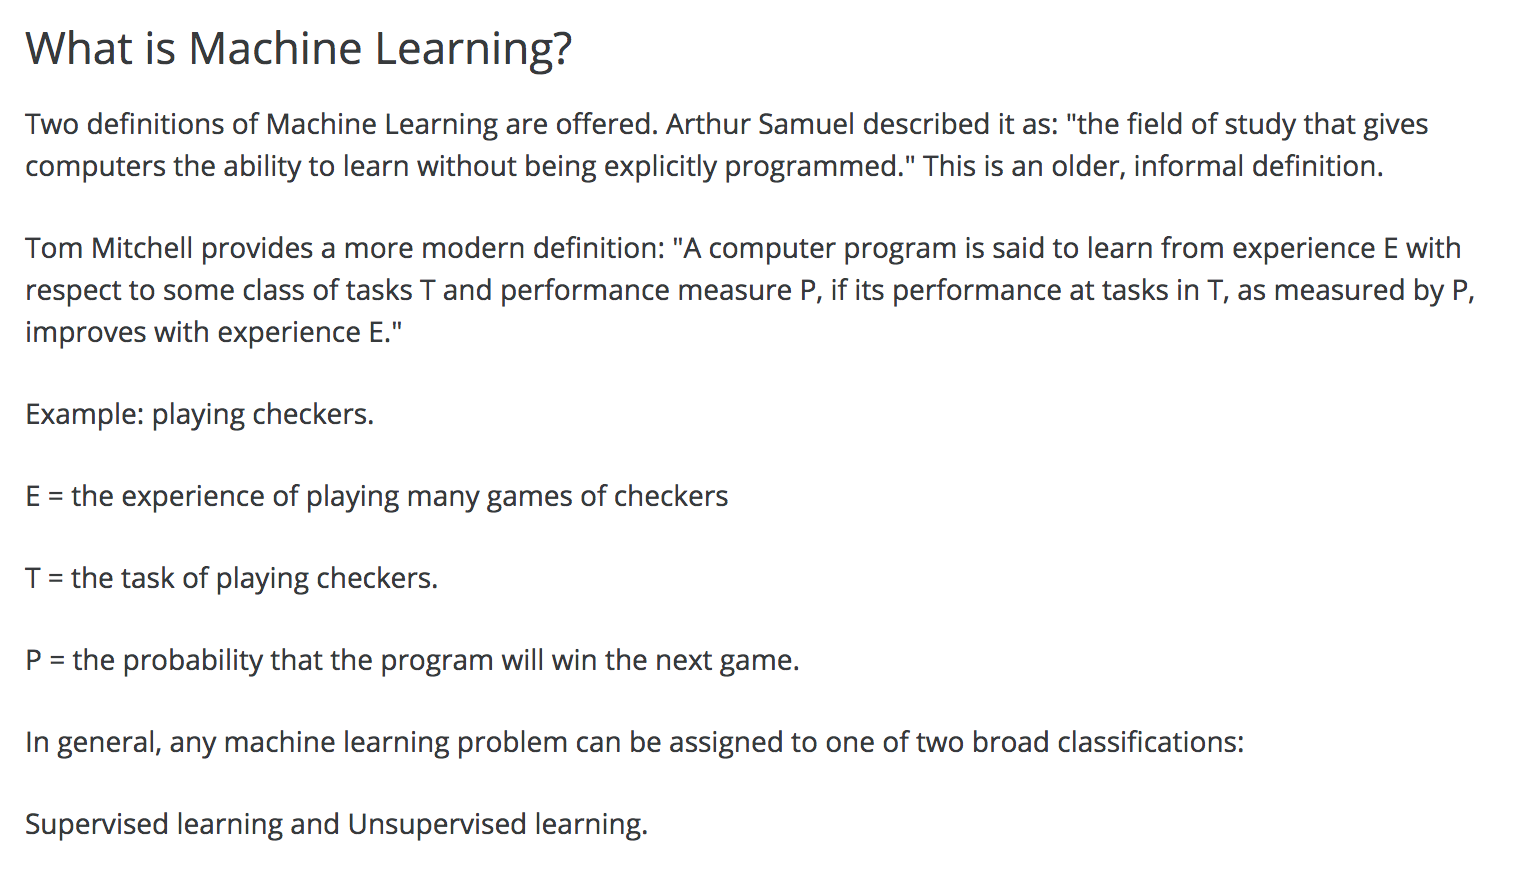 What is Machine Learning?
Two definitions of Machine Learning are offered. Arthur Samuel described it as: "the field of study that gives
computers the ability to learn without being explicitly programmed." This is an older, informal definition.
Tom Mitchell provides a more modern definition: "A computer program is said to learn from experience E with
respect to some class of tasks T and performance measure P, if its performance at tasks in T, as measured by P,
improves with experience E."
Example: playing checkers.
E = the experience of playing many games of checkers
T = the task of playing checkers.
P = the probability that the program will win the next game.
In general, any machine learning problem can be assigned to one of two broad classifications:
Supervised learning and Unsupervised learning.